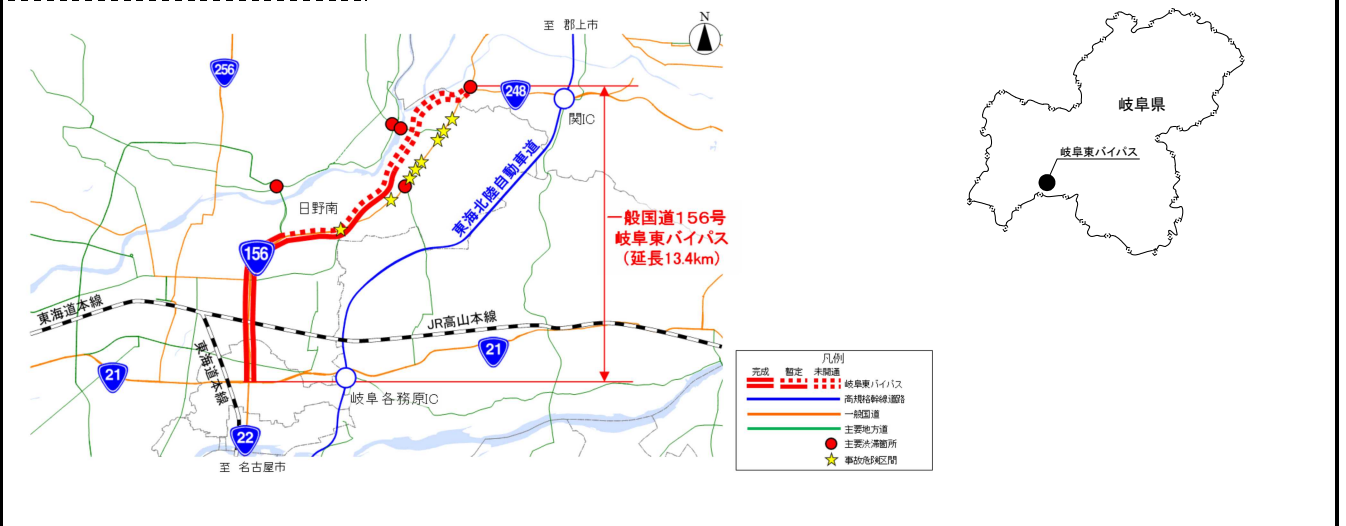 至 郡上市
N
256
248
関IC
岐阜県
岐阜東バイパス
東海北陸自動車道
日野南
一般国道156号
岐阜東バイパス
(延長13.4km)
156
東海道本線
JR高山本線
東海道本線
21
21
岐阜各務原IC
22
至 名古屋市
凡例
完成 暫定 未開通
岐阜東バイパス
高規格幹線道路
一般国道
主要地方道
主要渋滞箇所
事故危険区間